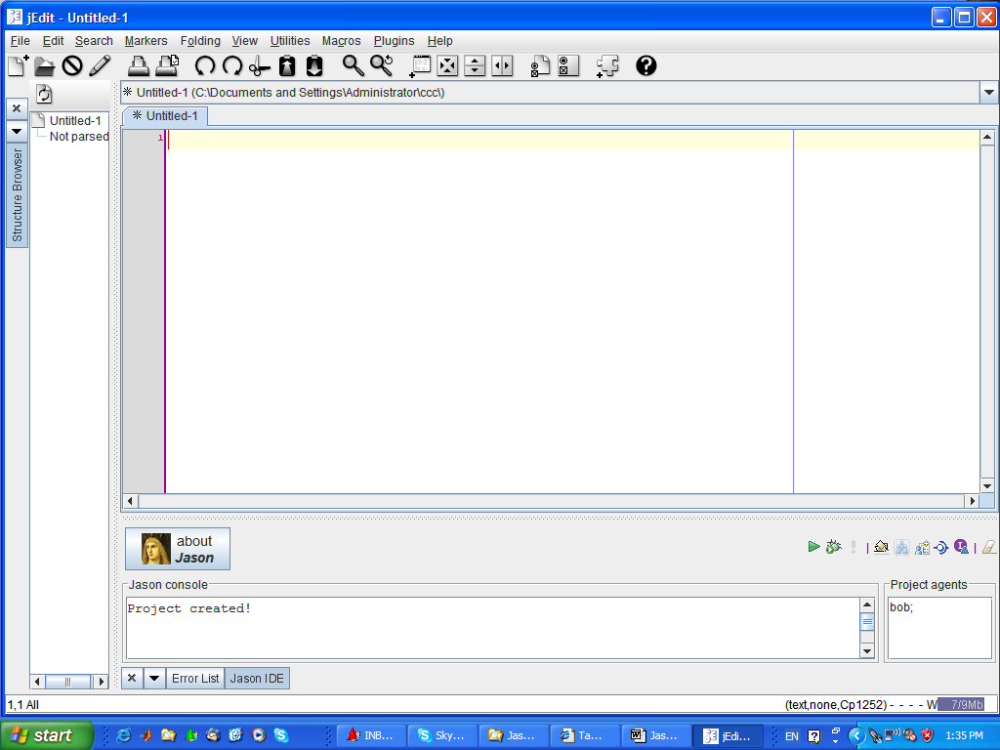 jEdit - Untitled-1
File Edit Search Markers Folding View Utilities Macros Plugins Help
Untitled-1 (C:\Documents and Settings\Administrator\ccc\)
Untitled-1
Untitled-1
Not parsed
Structure Browser
1
about
Jason
Jason console
Project created!
Project agents
bob;
Error List Jason IDE
1,1 All
(text,none,Cp1252) - - - - W 7/9Mb
start
INB...
Sky...
Jas...
Ta...
Jas...
jEdi...
EN
1:35 PM